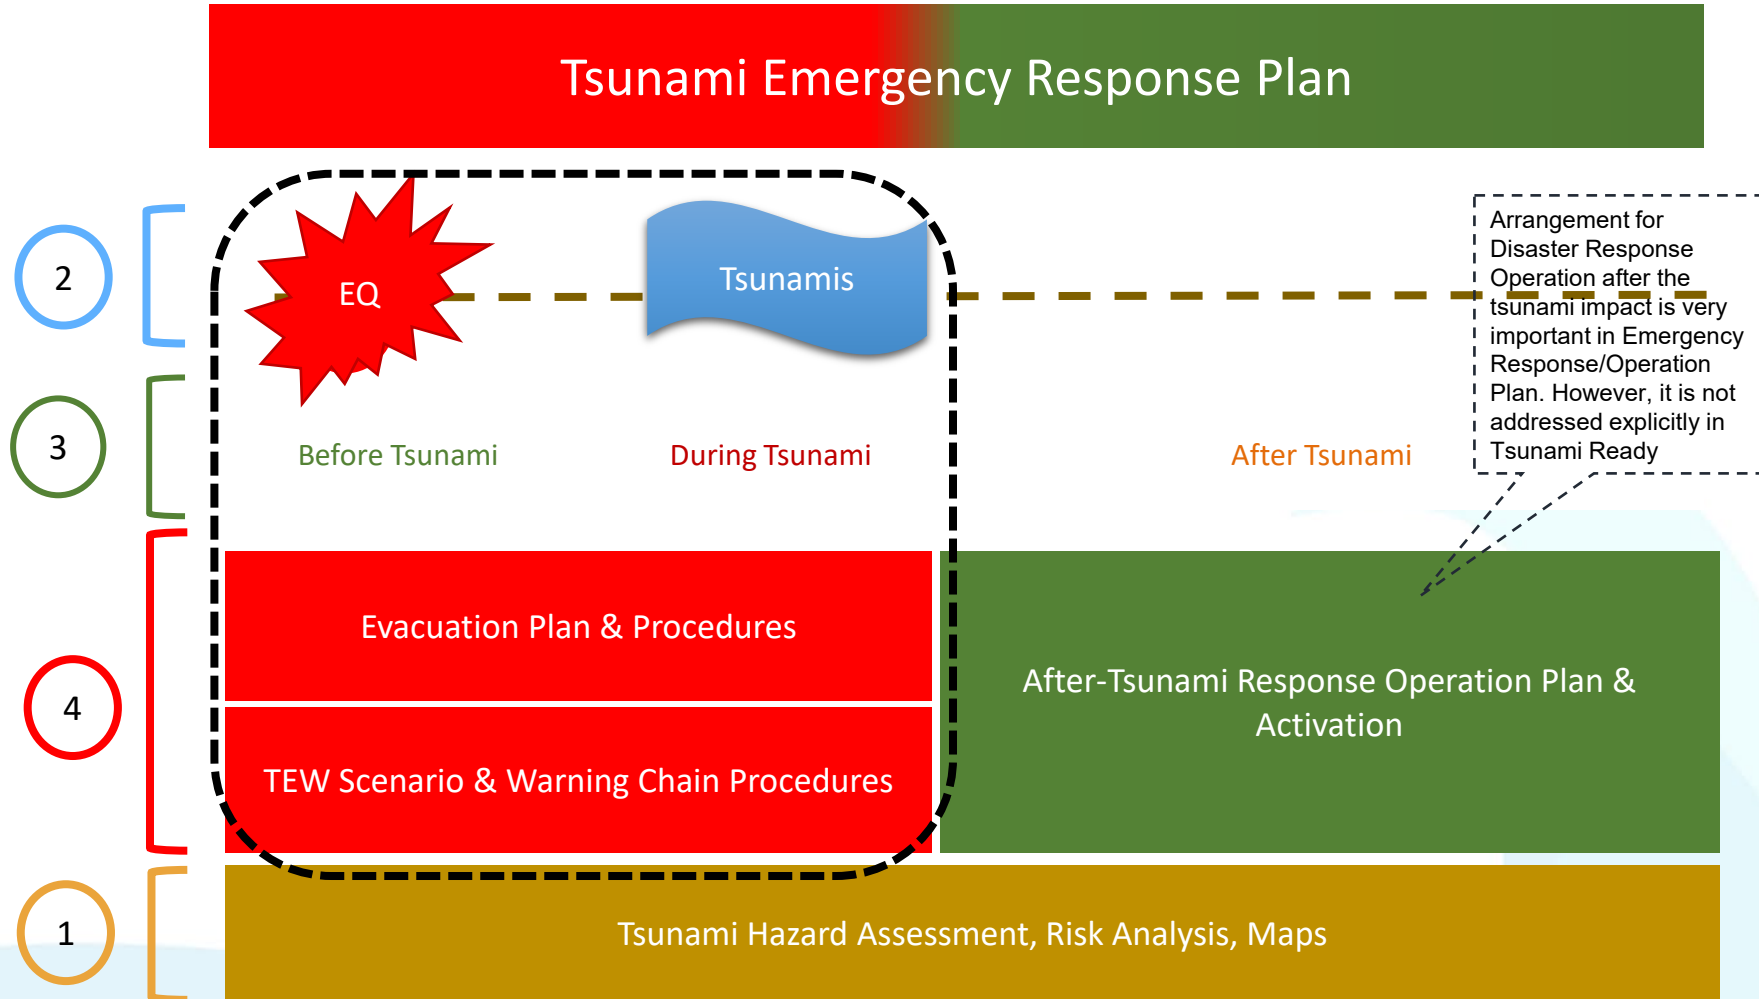 Tsunami Emergency Response Plan
2
EQ
Tsunamis
Arrangement for
Disaster Response
Operation after the
tsunami impact is very
important in Emergency
Response/Operation
Plan. However, it is not
addressed explicitly in
Tsunami Ready
3
Before Tsunami
During Tsunami
After Tsunami
4
Evacuation Plan & Procedures
TEW Scenario & Warning Chain Procedures
After-Tsunami Response Operation Plan &
Activation
1
Tsunami Hazard Assessment, Risk Analysis, Maps